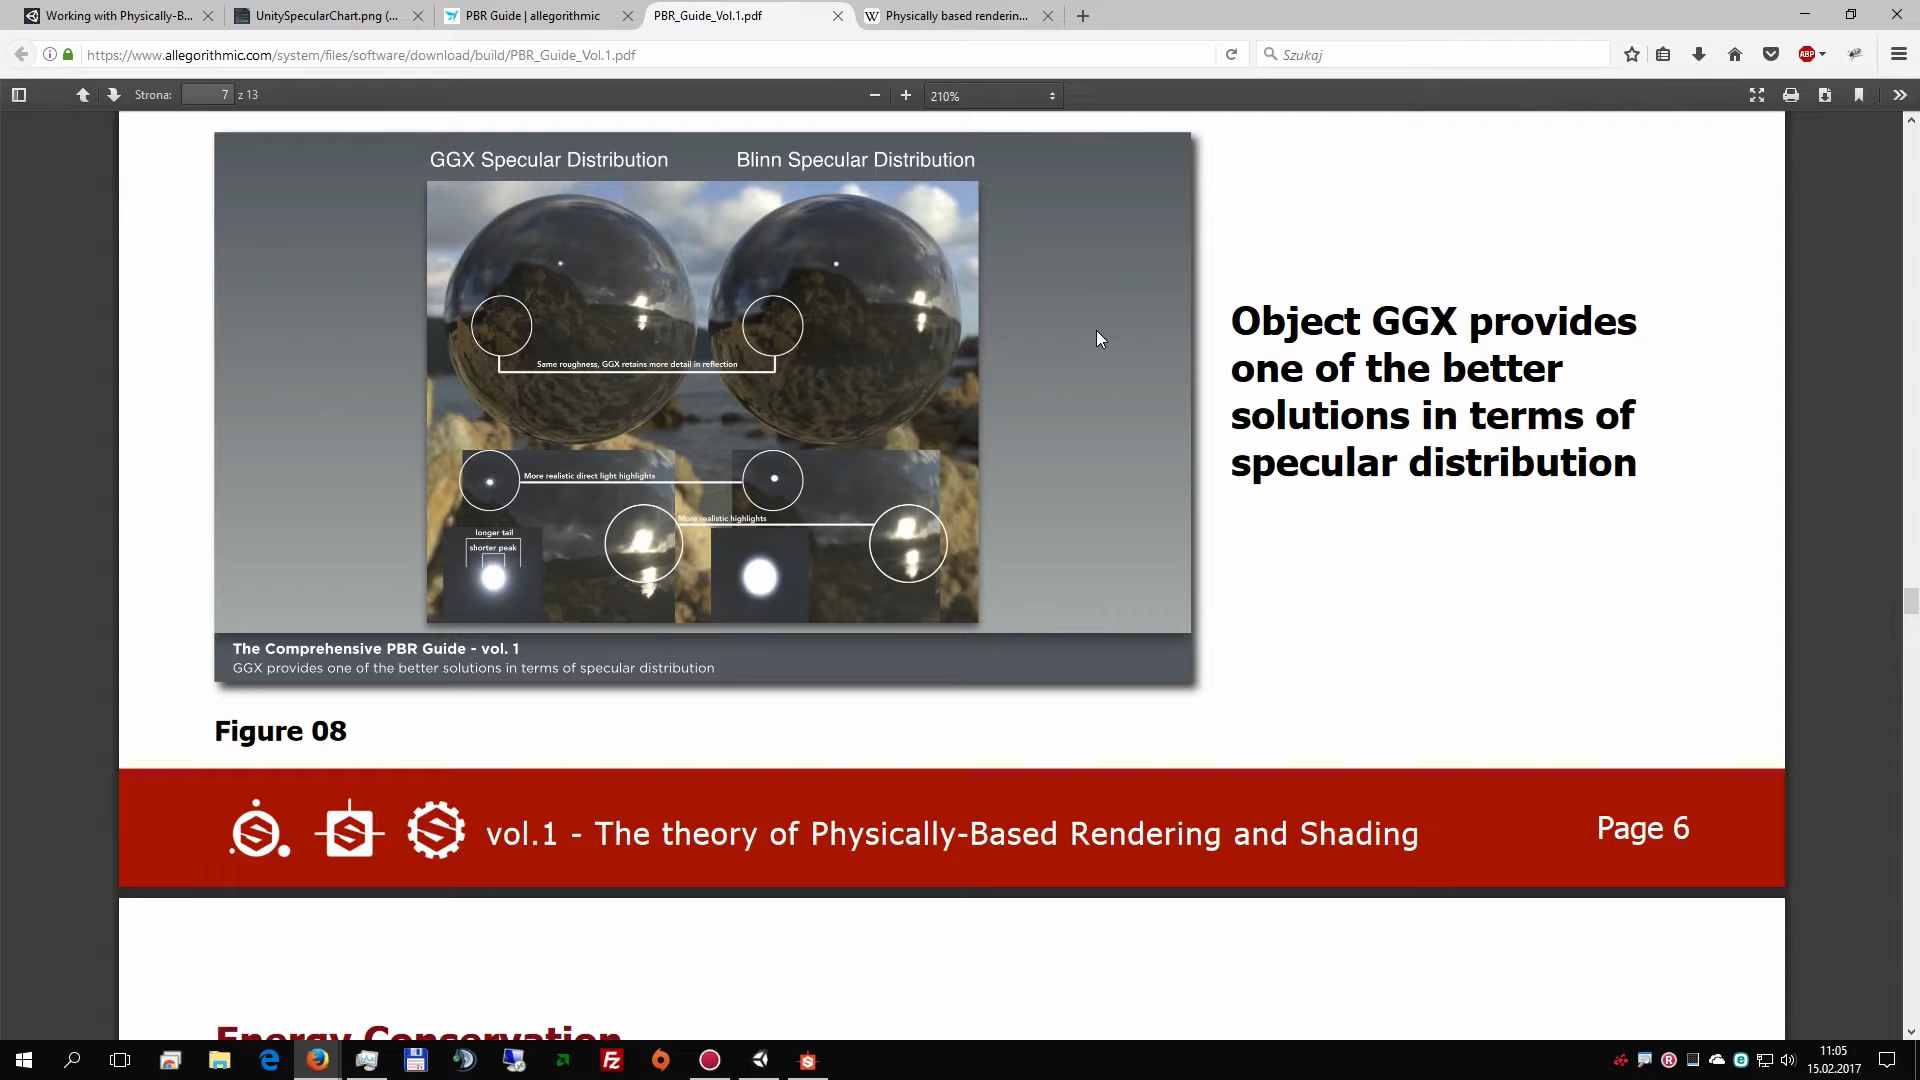 Working with Physically-B...
UnitySpecularChart.png (...
PBR Guide | allegorithmic
PBR_Guide_Vol.1.pdf
Physically based renderin...
https://www.allegorithmic.com/system/files/software/download/build/PBR_Guide_Vol.1.pdf
Szukaj
ABP
Strona:
7
z 13
210%
GGX Specular Distribution
Blinn Specular Distribution
Same roughness, GGX retains more detail in reflection
More realistic direct light highlights
More realistic highlights
longer tail
shorter peak
Object GGX provides
one of the better
solutions in terms of
specular distribution
The Comprehensive PBR Guide - vol. 1
GGX provides one of the better solutions in terms of specular distribution
Figure 08
vol.1 - The theory of Physically-Based Rendering and Shading
Page 6
Energy Conservation
11:05
15.02.2017